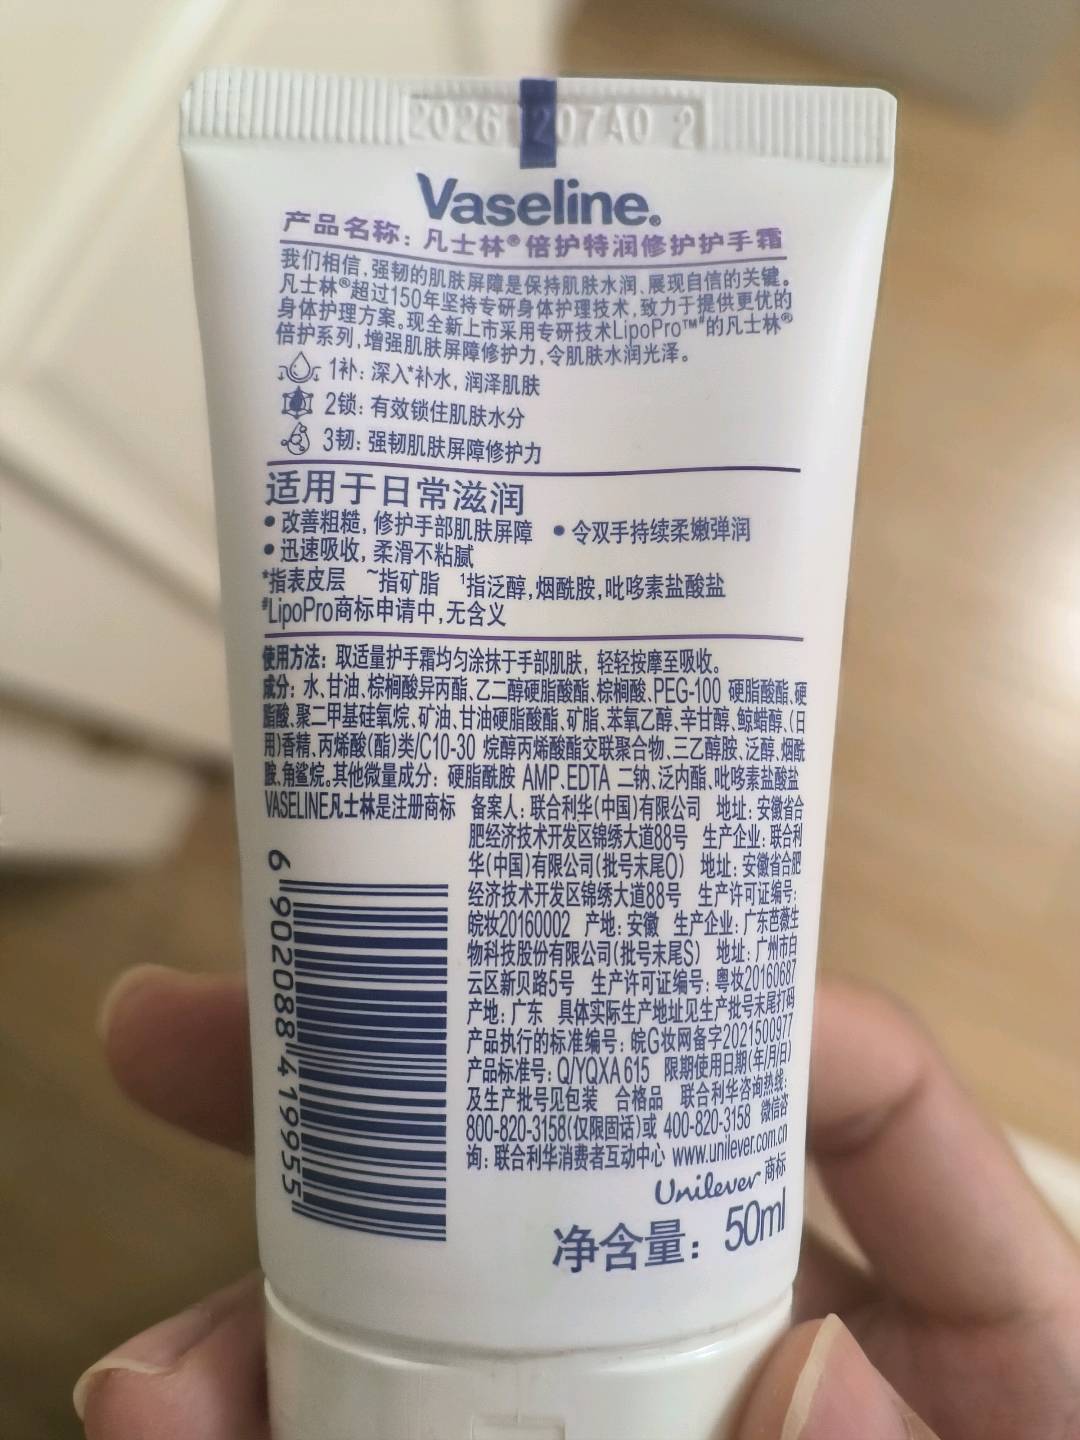 20261207AO 2
Vaseline®
产品名称：凡士林®倍护特润修护护手霜
我们相信,强韧的肌肤屏障是保持肌肤水润、展现自信的关键。
凡士林®超过150年坚持专研身体护理技术,致力于提供更优的
身体护理方案。现全新上市采用专研技术LipoPro™#的凡士林®
倍护系列,增强肌肤屏障修护力,令肌肤水润光泽。
1补: 深入*补水, 润泽肌肤
2锁: 有效锁住肌肤水分
3韧: 强韧肌肤屏障修护力
适用于日常滋润
• 改善粗糙, 修护手部肌肤屏障 • 令双手持续柔嫩弹润
• 迅速吸收, 柔滑不粘腻
*指表皮层 ~指矿脂 ¹指泛醇,烟酰胺,吡哆素盐酸盐
#LipoPro商标申请中,无含义
使用方法: 取适量护手霜均匀涂抹于手部肌肤, 轻轻按摩至吸收。
成分: 水、甘油、棕榈酸异丙酯、乙二醇硬脂酸酯、棕榈酸、PEG-100 硬脂酸酯、硬
脂酸、聚二甲基硅氧烷、矿油、甘油硬脂酸酯、矿脂、苯氧乙醇、辛甘醇、鲸蜡醇、(日
用)香精、丙烯酸(酯)类/C10-30 烷醇丙烯酸酯交联聚合物、三乙醇胺、泛醇、烟酰
胺、角鲨烷。其他微量成分: 硬脂酰胺 AMP、EDTA 二钠、泛内酯、吡哆素盐酸盐
VASELINE凡士林是注册商标 备案人: 联合利华(中国)有限公司 地址: 安徽省合
肥经济技术开发区锦绣大道88号 生产企业: 联合利
华(中国)有限公司(批号末尾O) 地址: 安徽省合肥
经济技术开发区锦绣大道88号 生产许可证编号:
皖妆20160002 产地: 安徽 生产企业: 广东芭薇生
物科技股份有限公司(批号末尾S) 地址: 广州市白
云区新贝路5号 生产许可证编号: 粤妆20160687
产地: 广东 具体实际生产地址见生产批号末尾打码
产品执行的标准编号: 皖G妆网备字2021500977
产品标准号: Q/YQXA 615 限期使用日期(年/月/日)
及生产批号见包装 合格品 联合利华咨询热线:
800-820-3158(仅限固话)或 400-820-3158 微信咨
询: 联合利华消费者互动中心 www.unilever.com.cn
Unilever 商标
净含量: 50ml
6 902088 419955